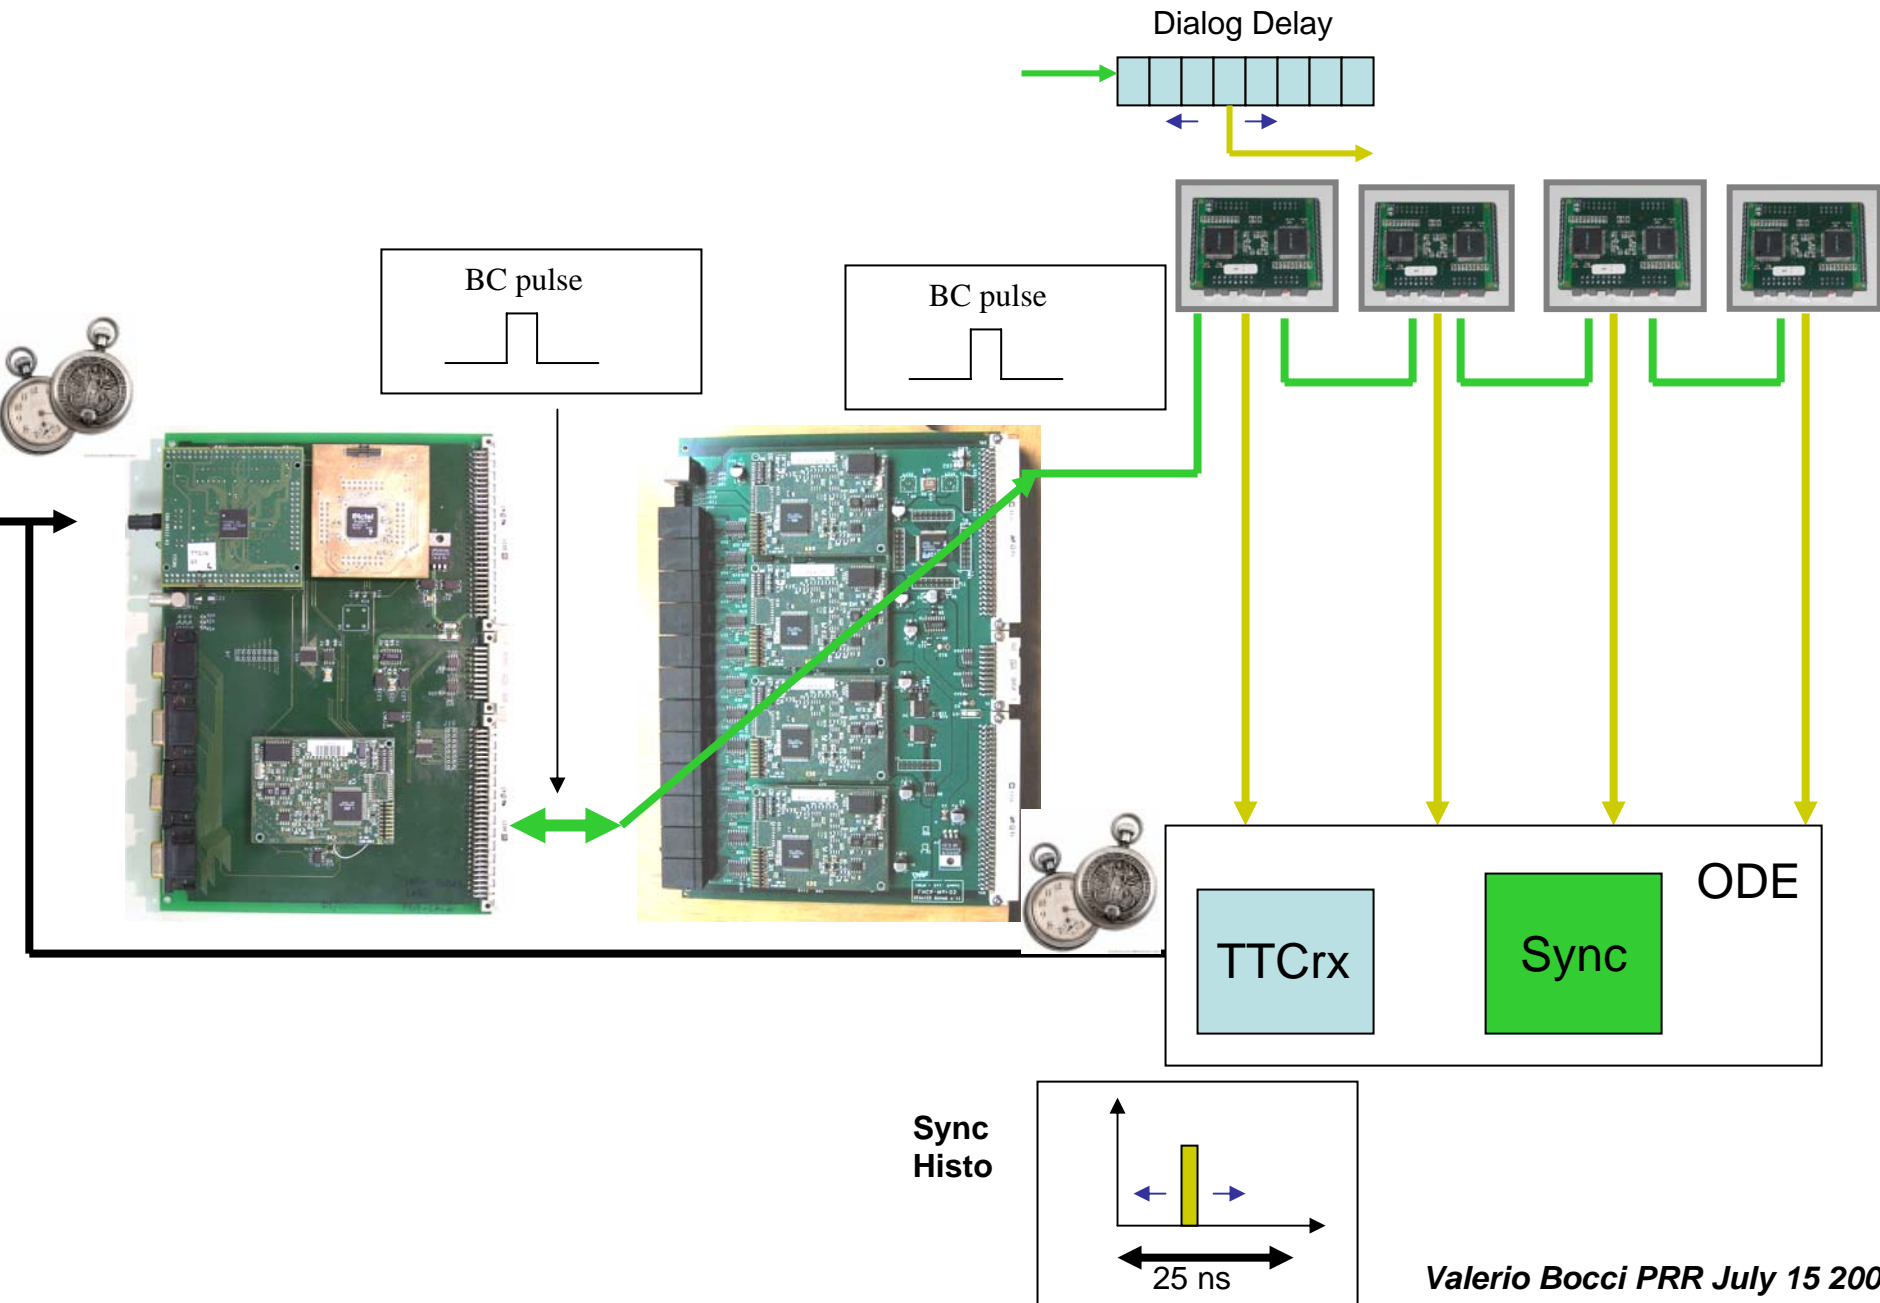 Dialog Delay
BC pulse
BC pulse
ODE
TTCrx
Sync
Sync
Histo
25 ns
Valerio Bocci PRR July 15 200